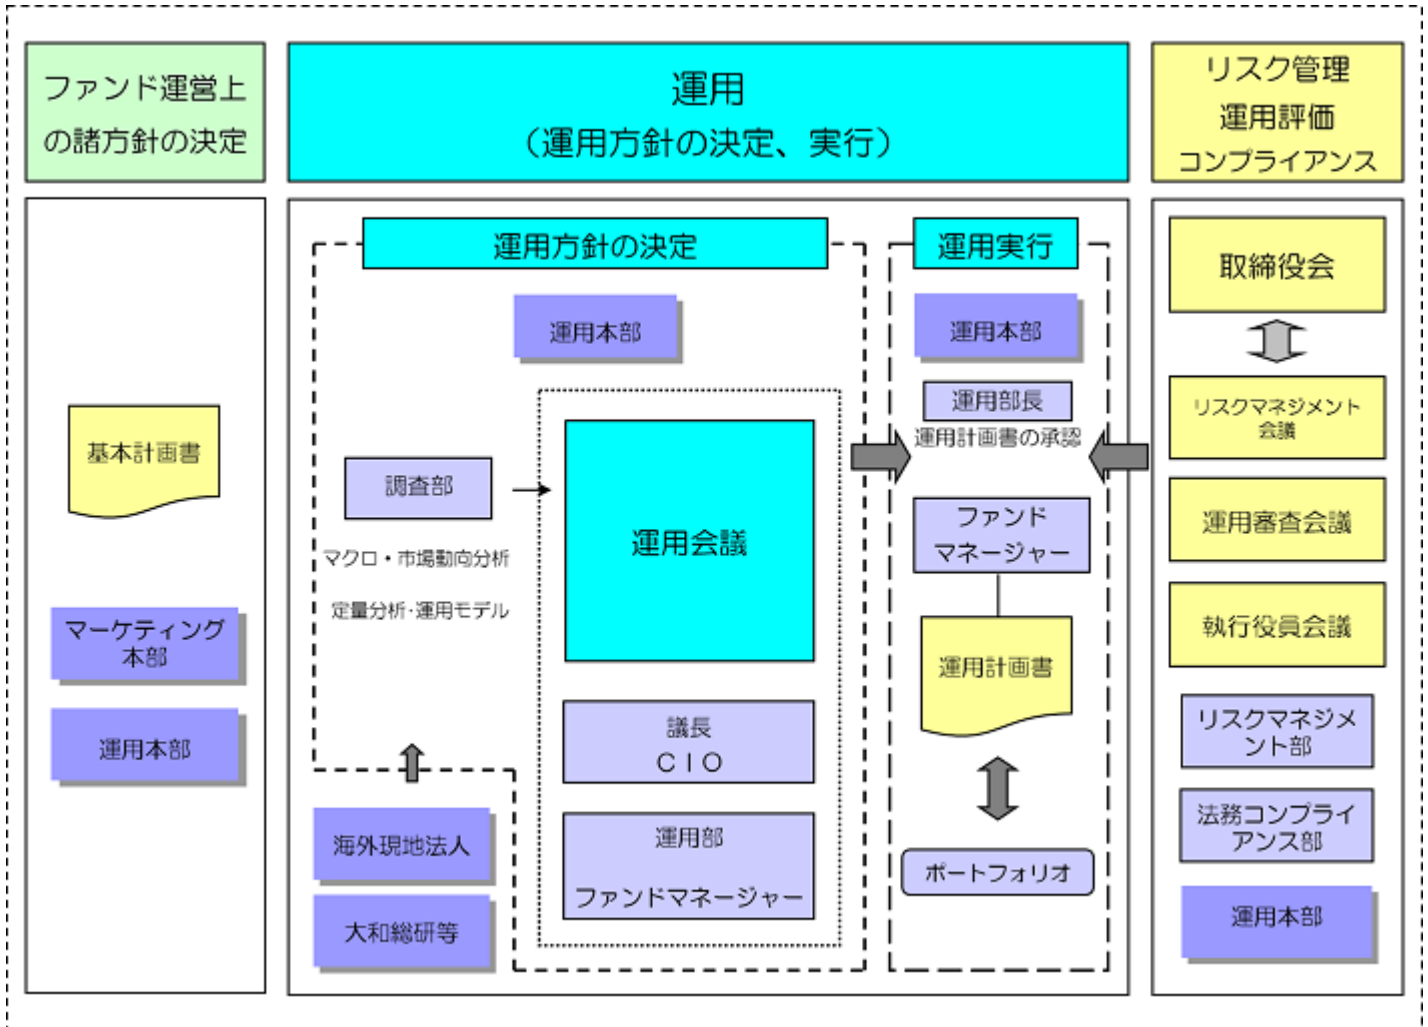 ファンド運営上
の諸方針の決定
運用
（運用方針の決定、実行）
リスク管理
運用評価
コンプライアンス
基本計画書
マーケティング
本部
運用本部
運用方針の決定
運用本部
調査部
マクロ・市場動向分析
定量分析・運用モデル
運用会議
議長
ＣＩＯ
運用部
ファンドマネージャー
海外現地法人
大和総研等
運用実行
運用本部
運用部長
運用計画書の承認
ファンド
マネージャー
運用計画書
ポートフォリオ
取締役会
リスクマネジメント
会議
運用審査会議
執行役員会議
リスクマネジメ
ント部
法務コンプライ
アンス部
運用本部